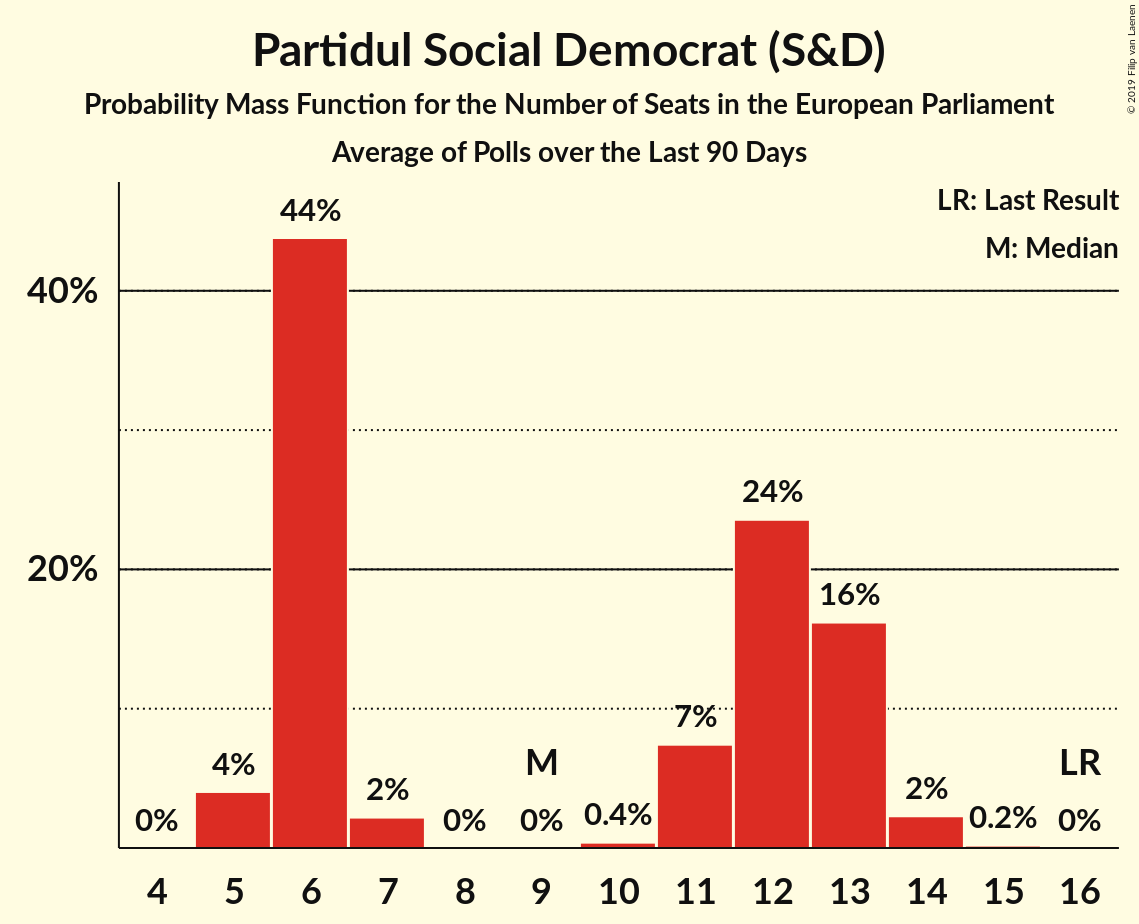 Partidul Social Democrat (S&D)
Probability Mass Function for the Number of Seats in the European Parliament
Average of Polls over the Last 90 Days
© 2019 Filip van Laenen
LR: Last Result
M: Median
40%
20%
0%
4%
44%
2%
0%
M
0%
0.4%
7%
24%
16%
2%
0.2%
LR
0%
4 5 6 7 8 9 10 11 12 13 14 15 16